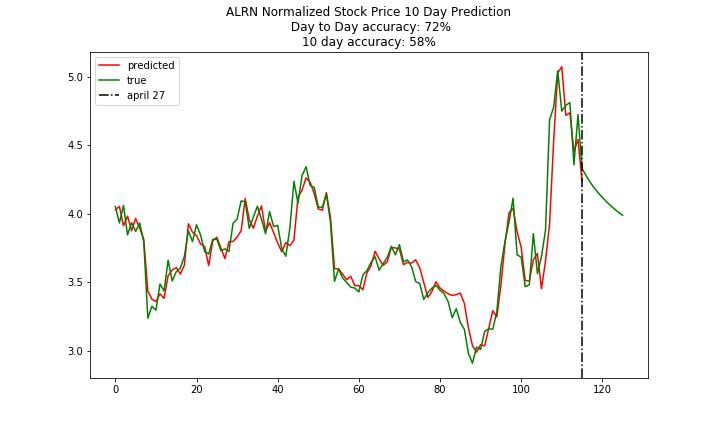 ALRN Normalized Stock Price 10 Day Prediction
Day to Day accuracy: 72%
10 day accuracy: 58%
predicted
true
april 27
5.0
4.5
4.0
3.5
3.0
0 20 40 60 80 100 120